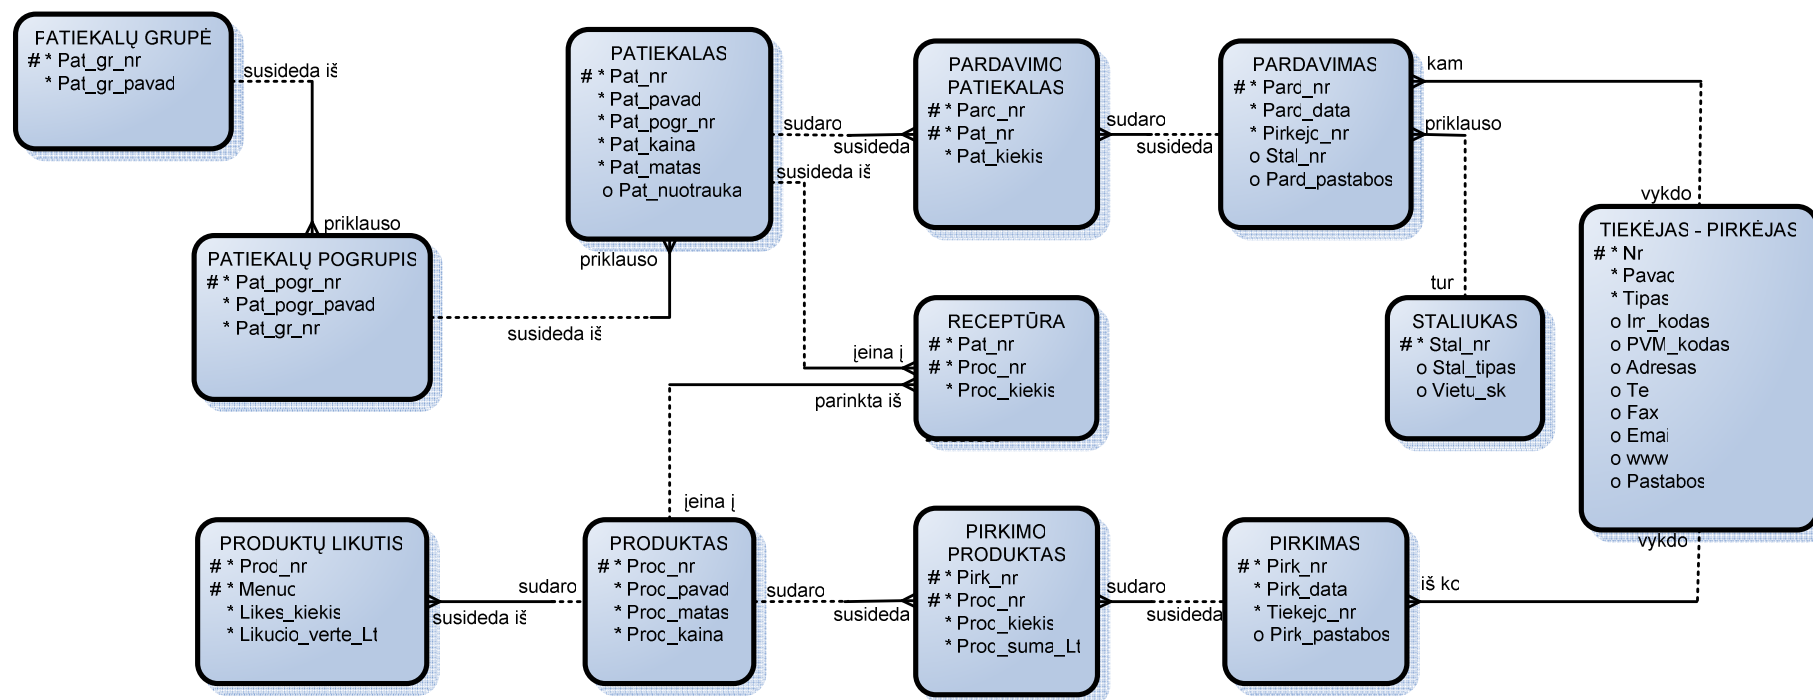 FATIEKALŲ GRUPĖ
# * Pat_gr_nr
* Pat_gr_pavad
susideda iš
priklauso
PATIEKALŲ POGRUPIS
# * Pat_pogr_nr
* Pat_pogr_pavad
* Pat_gr_nr
susideda iš
priklauso
PATIEKALAS
# * Pat_nr
* Pat_pavad
* Pat_pogr_nr
* Pat_kaina
* Pat_matas
o Pat_nuotrauka
sudaro
susideda
susideda iš
PARDAVIMO
PATIEKALAS
# * Parc_nr
# * Pat_nr
* Pat_kiekis
sudaro
susideda
PARDAVIMAS
# * Pard_nr
* Pard_data
* Pirkejc_nr
o Stal_nr
o Pard_pastabos
kam
priklauso
vykdo
tur
TIEKĖJAS - PIRKĖJAS
# * Nr
* Pavac
* Tipas
o Im_kodas
o PVM_kodas
o Adresas
o Te
o Fax
o Emai
o www
o Pastabos
vykdo
STALIUKAS
# * Stal_nr
o Stal_tipas
o Vietu_sk
RECEPTŪRA
# * Pat_nr
# * Proc_nr
* Proc_kiekis
įeina į
parinkta iš
įeina į
PRODUKTŲ LIKUTIS
# * Prod_nr
# * Menuc
* Likes_kiekis
* Likucio_verte_Lt
sudaro
susideda iš
PRODUKTAS
# * Proc_nr
* Proc_pavad
* Proc_matas
* Proc_kaina
sudaro
susideda
PIRKIMO
PRODUKTAS
# * Pirk_nr
# * Proc_nr
* Proc_kiekis
* Proc_suma_Lt
sudaro
susideda
PIRKIMAS
# * Pirk_nr
* Pirk_data
* Tiekejc_nr
o Pirk_pastabos
iš kc